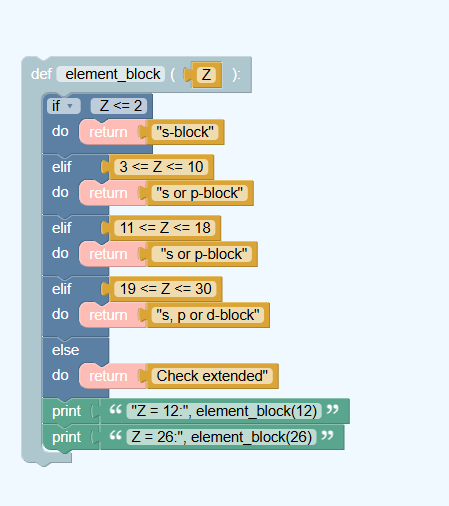 def element_block ( Z ):
if Z <= 2
do return "s-block"
elif 3 <= Z <= 10
do return "s or p-block"
elif 11 <= Z <= 18
do return "s or p-block"
elif 19 <= Z <= 30
do return "s, p or d-block"
else
do return Check extended"
print “ "Z = 12:", element_block(12) ”
print “ Z = 26:", element_block(26) ”